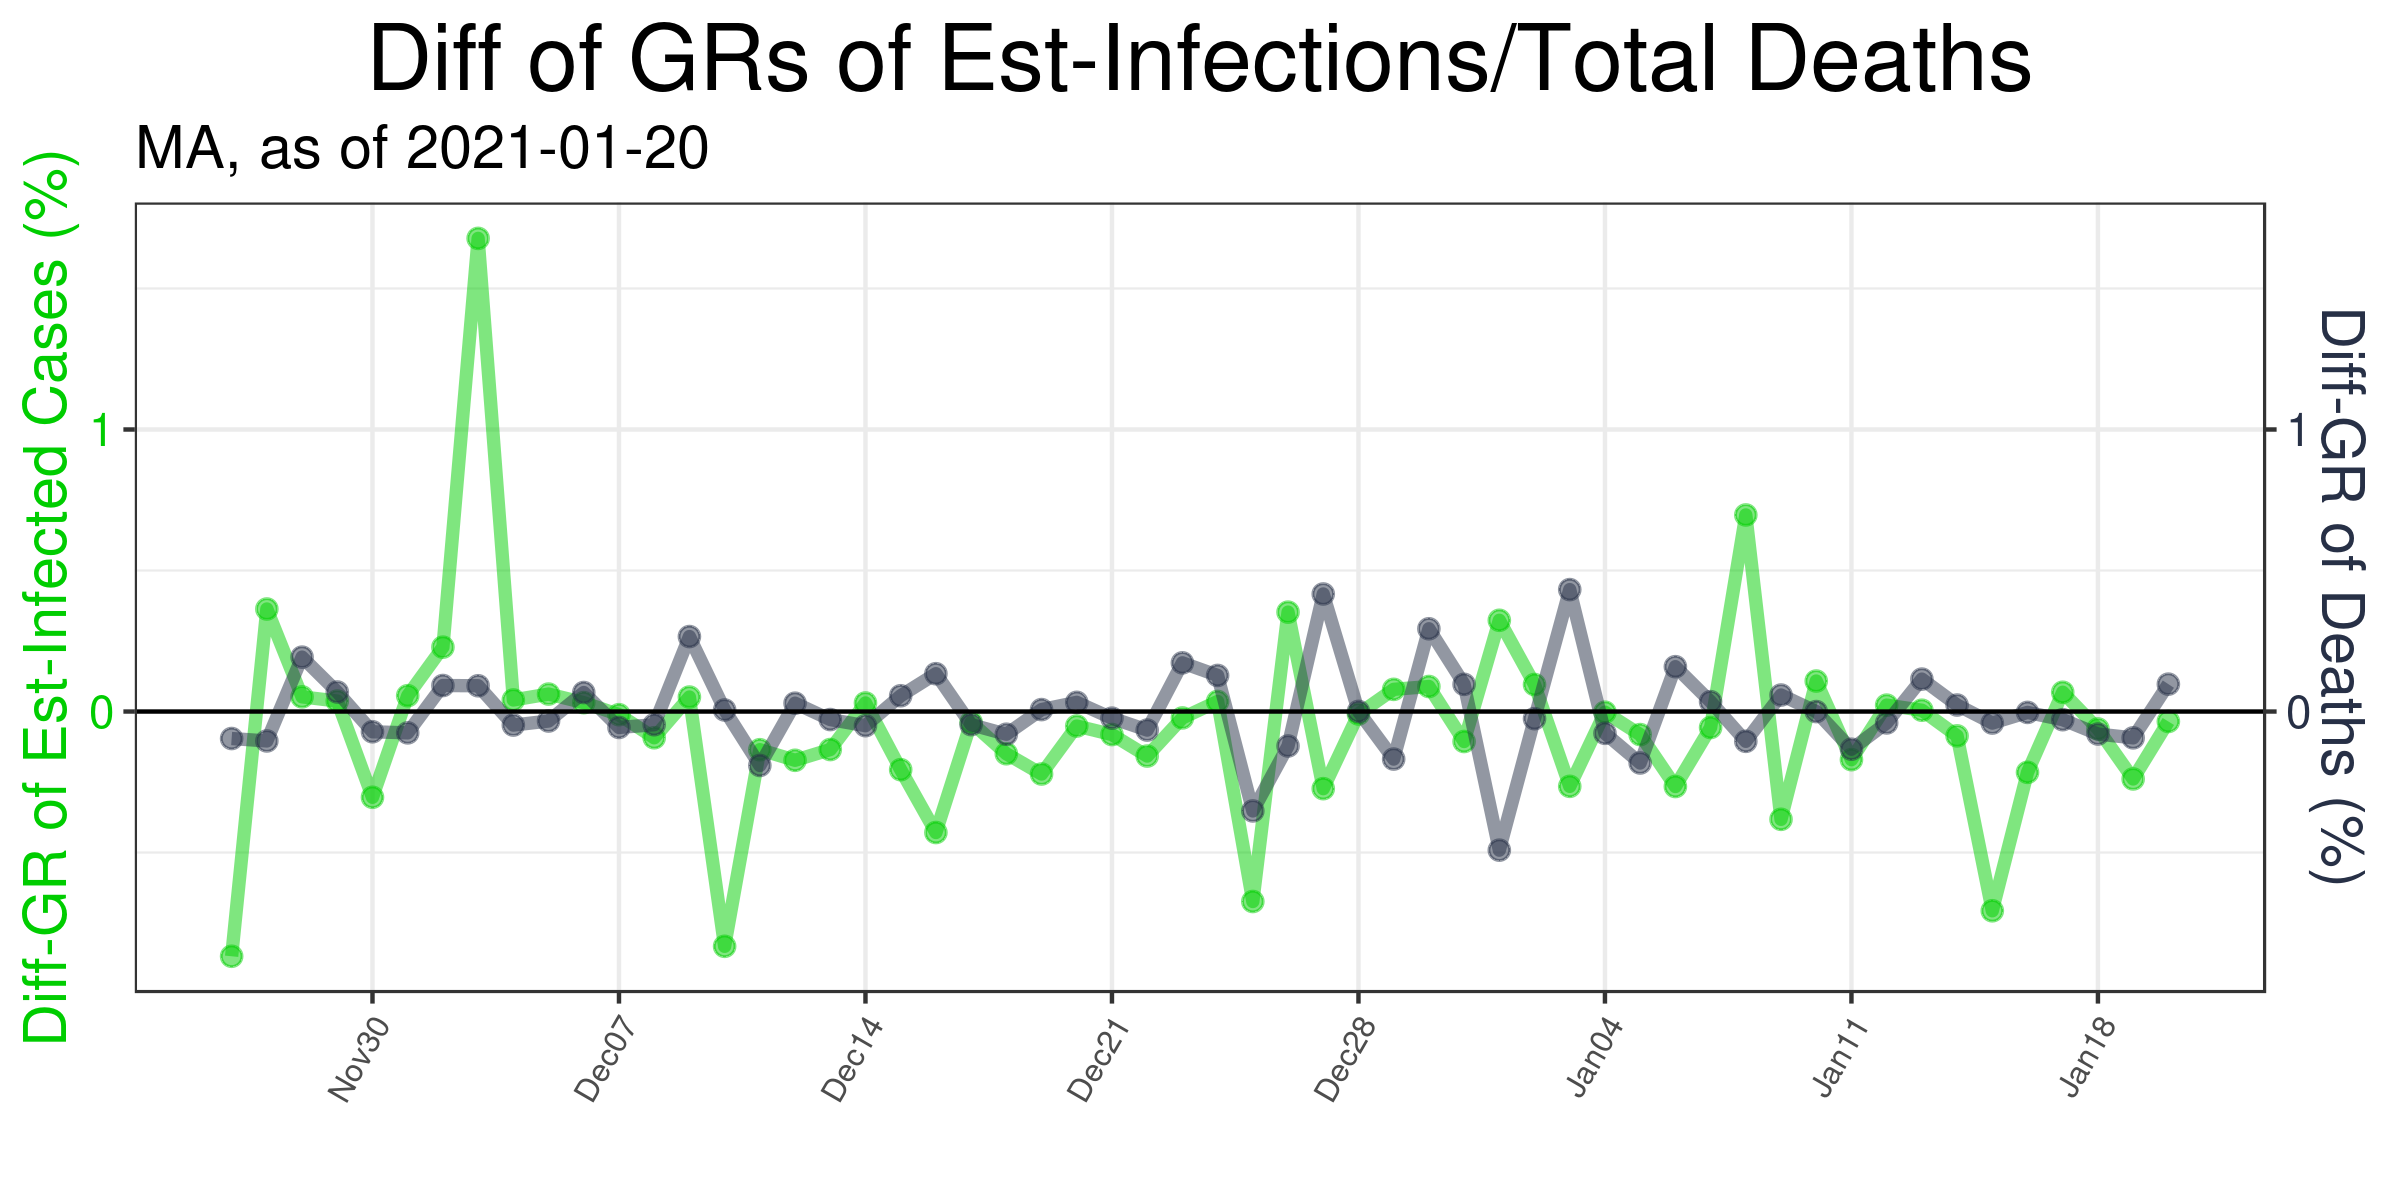 Diff of GRs of Est-Infections/Total Deaths
MA, as of 2021-01-20
Diff-GR of Est-Infected Cases (%)
1
0
1
0
Diff-GR of Deaths (%)
Nov30
Dec07
Dec14
Dec21
Dec28
Jan04
Jan11
Jan18